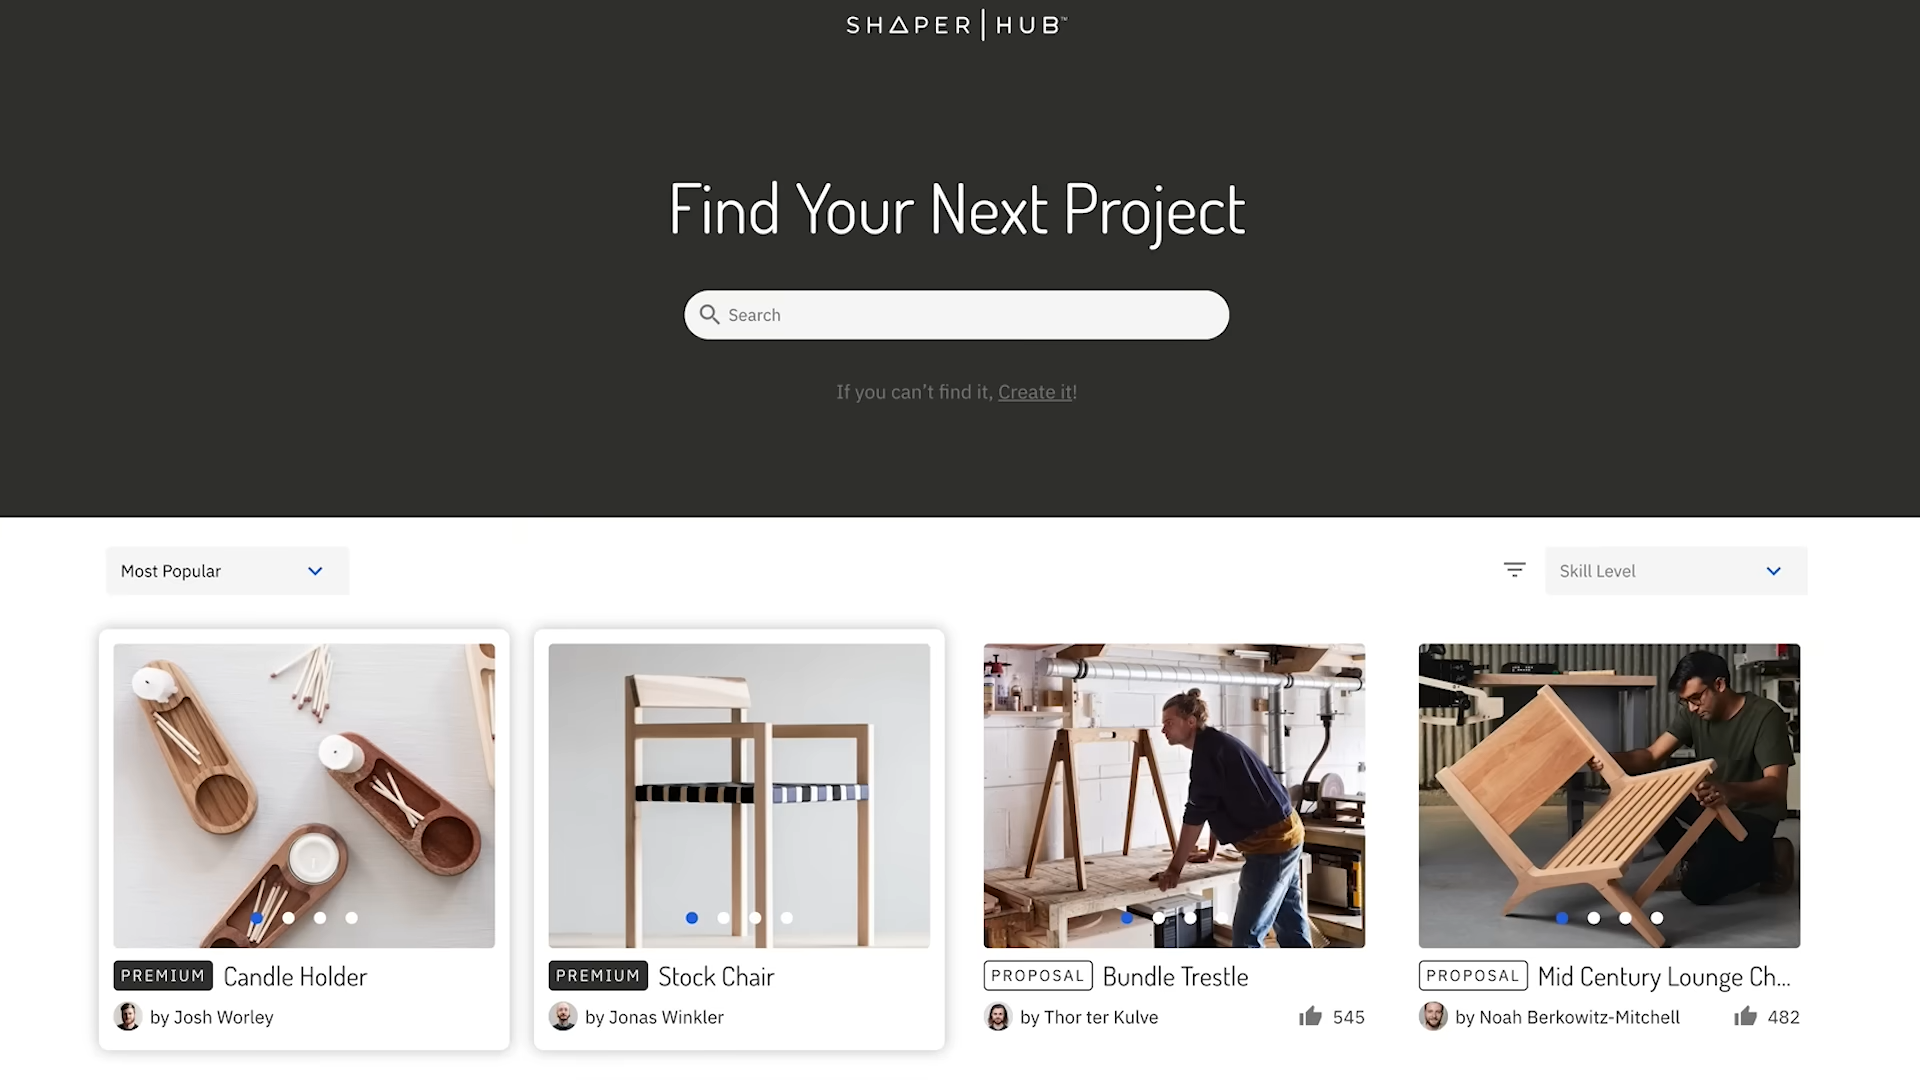 SHAPER|HUB™
Find Your Next Project
Search
If you can't find it, Create it!
Most Popular
Skill Level
PREMIUM Candle Holder
by Josh Worley
PREMIUM Stock Chair
by Jonas Winkler
PROPOSAL Bundle Trestle
by Thor ter Kulve 545
PROPOSAL Mid Century Lounge Ch...
by Noah Berkowitz-Mitchell 482